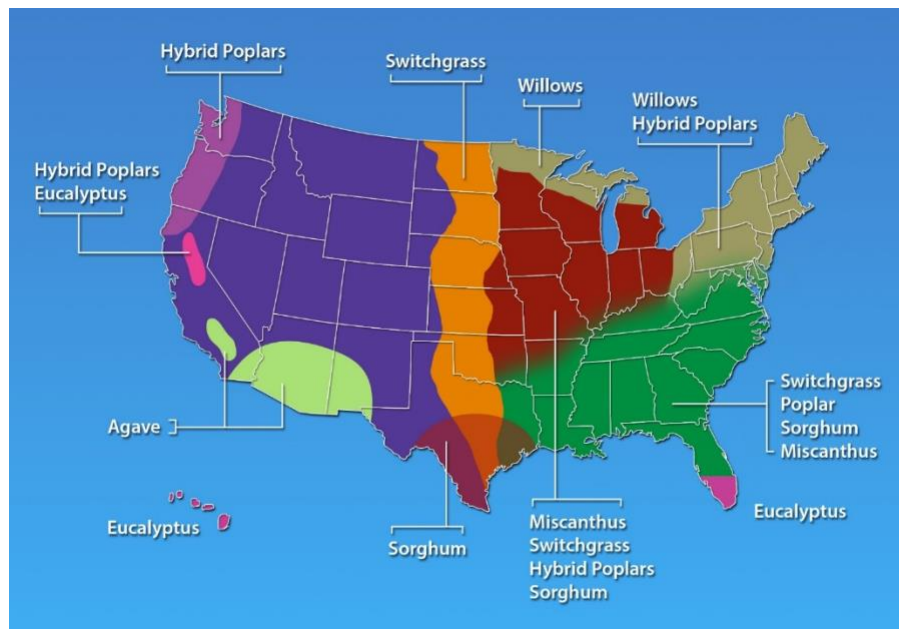 Hybrid Poplars
Switchgrass
Willows
Willows
Hybrid Poplars
Hybrid Poplars
Eucalyptus
Switchgrass
Poplar
Sorghum
Miscanthus
Agave
Eucalyptus
Eucalyptus
Sorghum
Miscanthus
Switchgrass
Hybrid Poplars
Sorghum